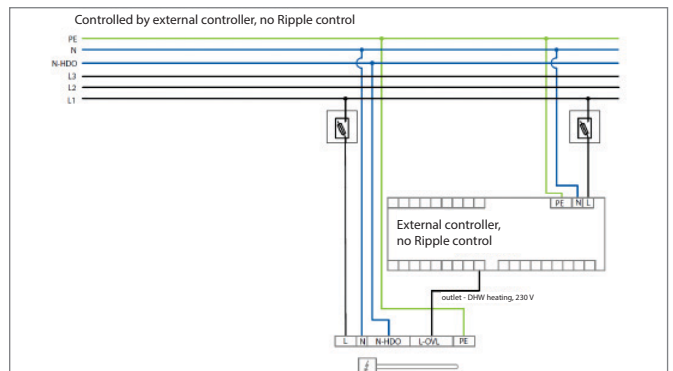 Controlled by external controller, no Ripple control
PE
N
N-HDO
L3
L2
L1
PE N L
External controller,
no Ripple control
outlet - DHW heating, 230 V
L N N-HDO L-OVL PE